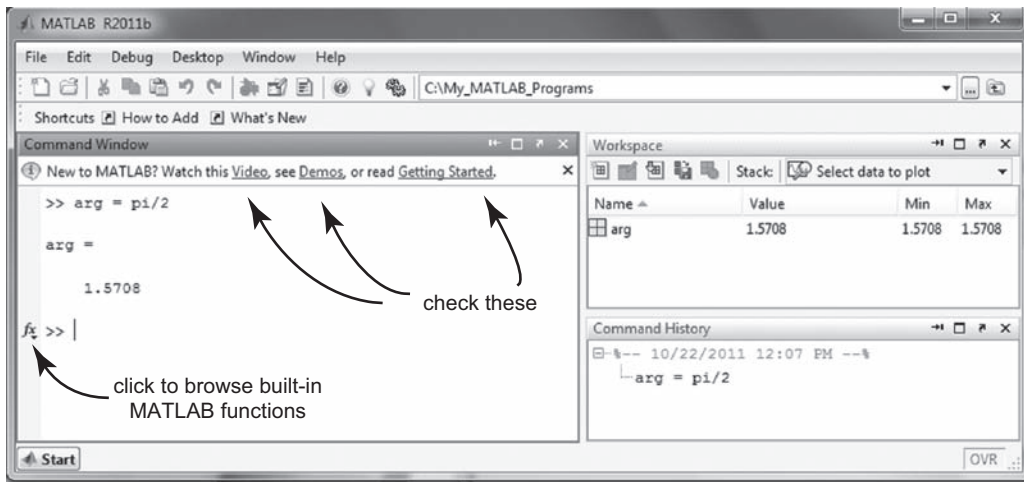 MATLAB R2011b
File Edit Debug Desktop Window Help
C:\My_MATLAB_Programs
Shortcuts How to Add What's New
Command Window
New to MATLAB? Watch this Video, see Demos, or read Getting Started.
>> arg = pi/2
arg =
1.5708
check these
fx >>
click to browse built-in
MATLAB functions
Workspace
Stack: Select data to plot
Name Value Min Max
arg 1.5708 1.5708 1.5708
Command History
%-- 10/22/2011 12:07 PM --%
arg = pi/2
Start
OVR